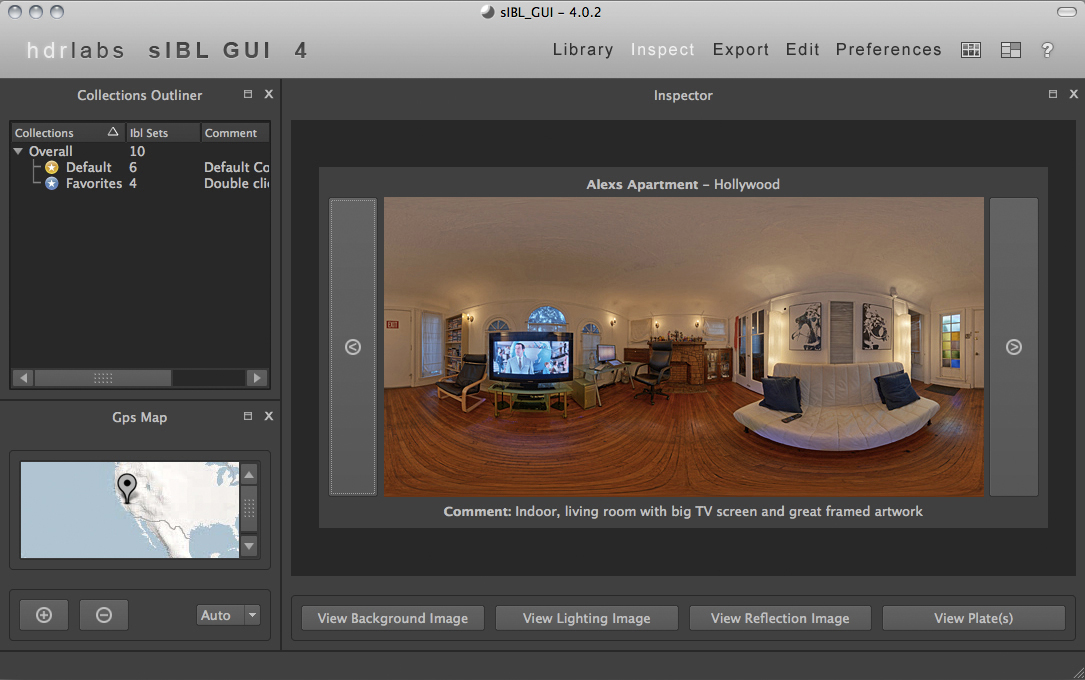 sIBL_GUI – 4.0.2
hdrlabs sIBL GUI 4
Library Inspect Export Edit Preferences ?
Collections Outliner
Collections Ibl Sets Comment
Overall 10
Default 6 Default Co
Favorites 4 Double clic
Gps Map
Auto
Inspector
Alexs Apartment – Hollywood
EXIT
Comment: Indoor, living room with big TV screen and great framed artwork
View Background Image View Lighting Image View Reflection Image View Plate(s)